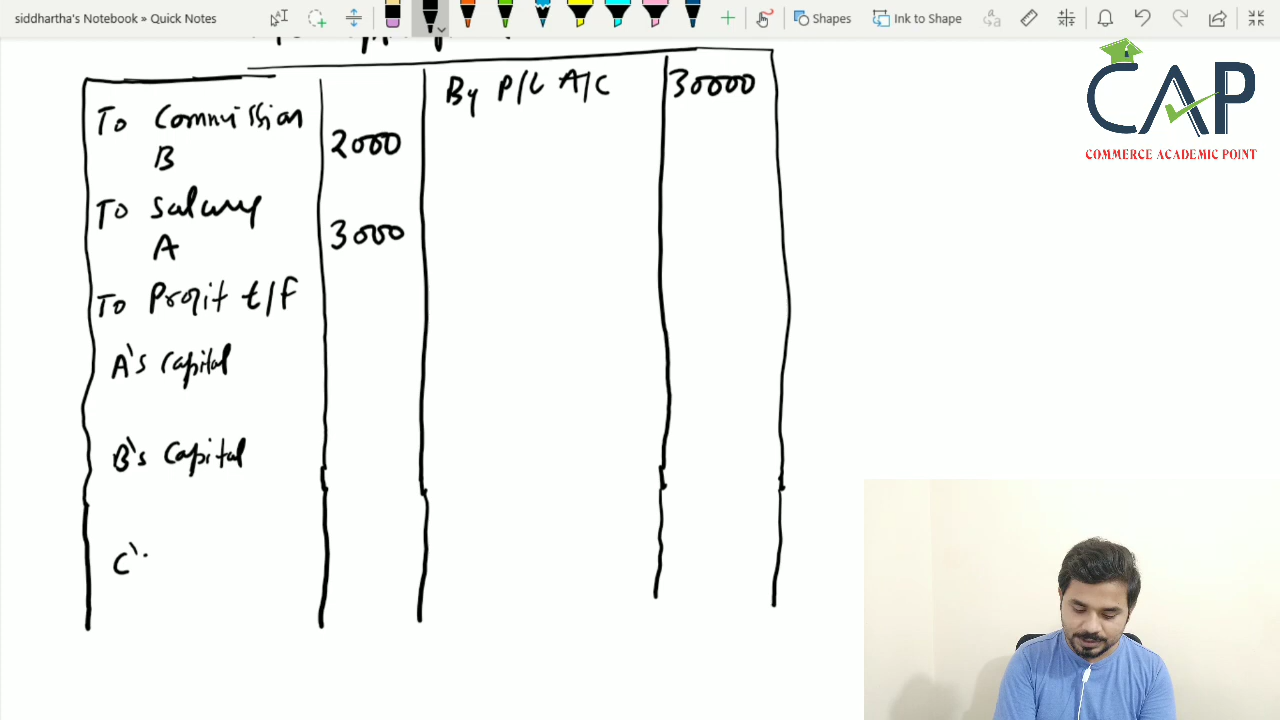 siddhartha's Notebook » Quick Notes
Shapes
Ink to Shape
CAP
COMMERCE ACADEMIC POINT
By P/L A/C 30000
To Commission
B 2000
To Salary
A 3000
To Profit t/f
A's Capital
B's Capital
C'